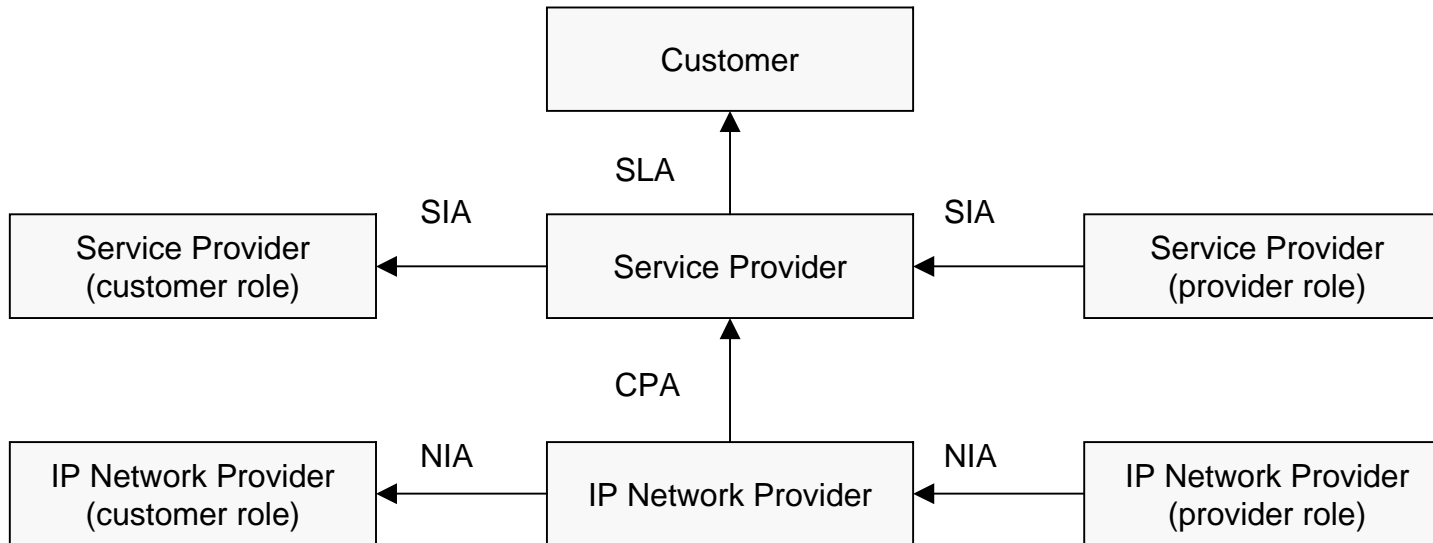 Customer
SLA
SIA
SIA
Service Provider
(customer role)
Service Provider
Service Provider
(provider role)
CPA
NIA
NIA
IP Network Provider
(customer role)
IP Network Provider
IP Network Provider
(provider role)